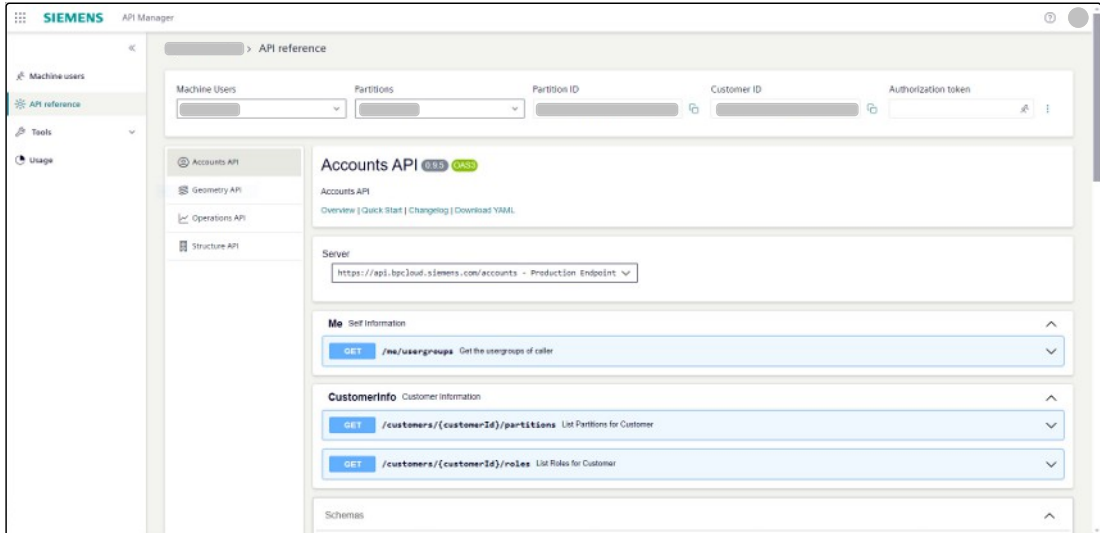 SIEMENS API Manager
> API reference
Machine users
API reference
Tools
Usage
Machine Users Partitions Partition ID Customer ID Authorization token
Accounts API
Geometry API
Operations API
Structure API
Accounts API 0.9.5 OAS3
Accounts API
Overview | Quick Start | Changelog | Download YAML
Server
https://api.bpcloud.siemens.com/accounts - Production Endpoint
Me Self Information
GET /me/usergroups Get the usergroups of caller
CustomerInfo Customer Information
GET /customers/{customerId}/partitions List Partitions for Customer
GET /customers/{customerId}/roles List Roles for Customer
Schemas